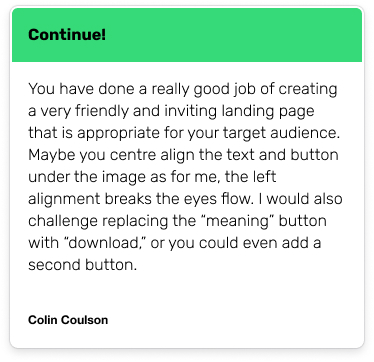 Continue!
You have done a really good job of creating
a very friendly and inviting landing page
that is appropriate for your target audience.
Maybe you centre align the text and button
under the image as for me, the left
alignment breaks the eyes flow. I would also
challenge replacing the “meaning” button
with “download,” or you could even add a
second button.
Colin Coulson